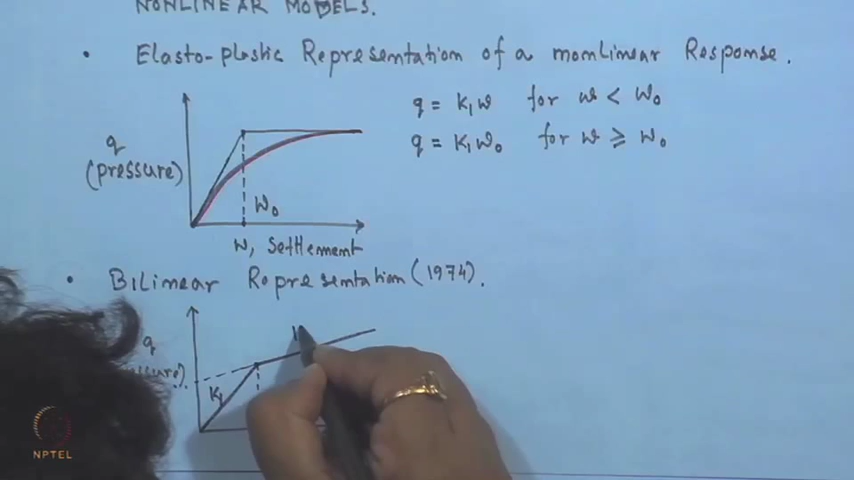 NONLINEAR MODELS.
• Elasto-plastic Representation of a monlinear Response.
q = K₁w for w < W₀
q = K₁W₀ for w ≥ W₀
q
(pressure)
W₀
w, settlement
• Bilinear Representation (1974).
q
K₁
NPTEL